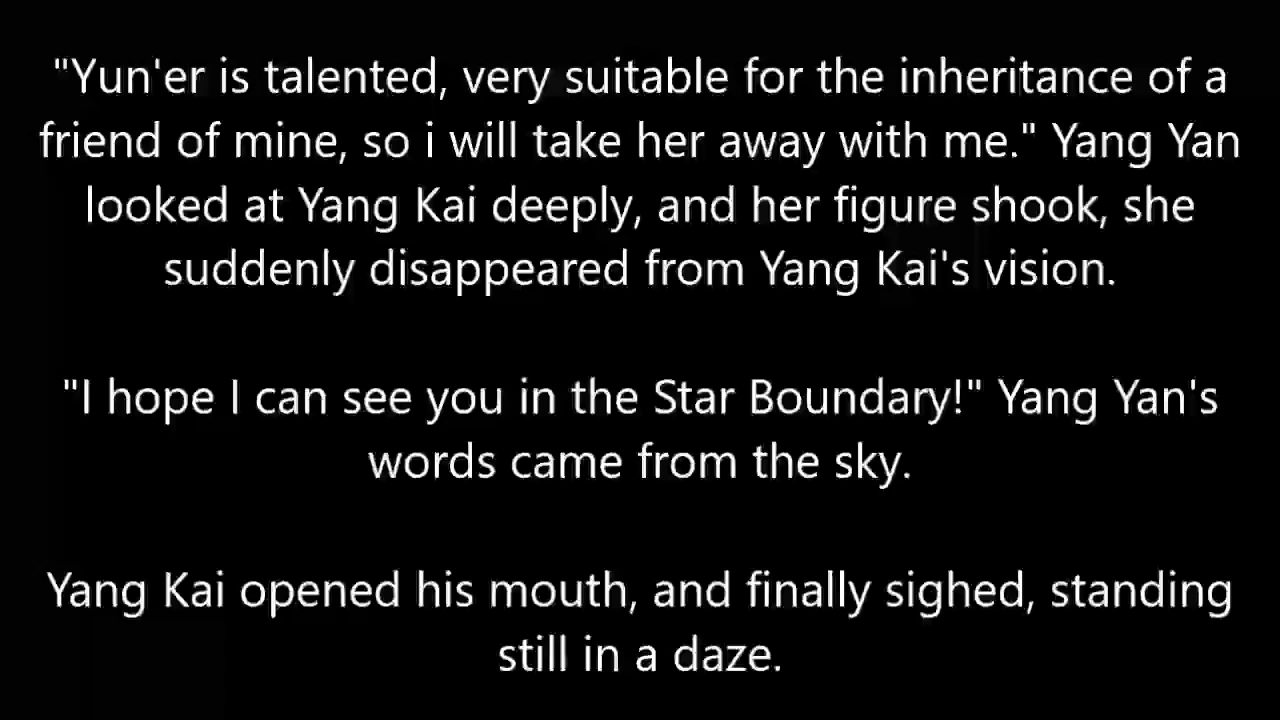 "Yun'er is talented, very suitable for the inheritance of a
friend of mine, so i will take her away with me." Yang Yan
looked at Yang Kai deeply, and her figure shook, she
suddenly disappeared from Yang Kai's vision.
"I hope I can see you in the Star Boundary!" Yang Yan's
words came from the sky.
Yang Kai opened his mouth, and finally sighed, standing
still in a daze.